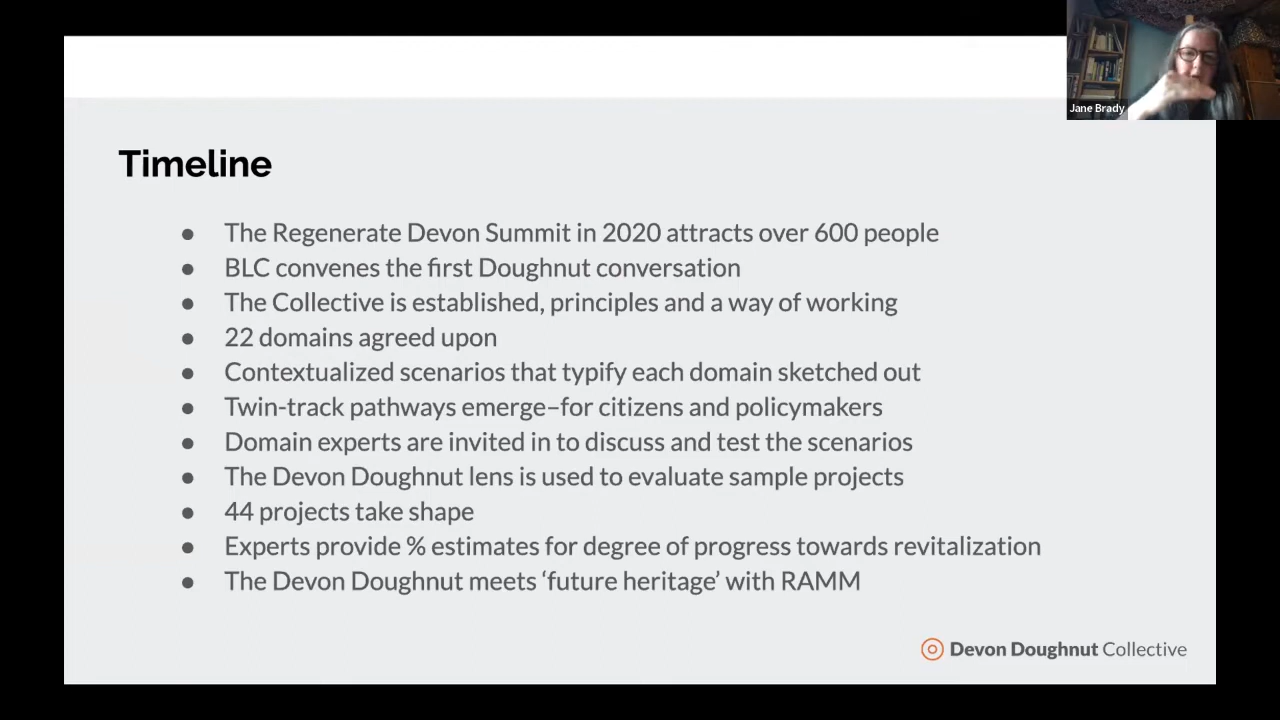 Jane Brady
Timeline
● The Regenerate Devon Summit in 2020 attracts over 600 people
● BLC convenes the first Doughnut conversation
● The Collective is established, principles and a way of working
● 22 domains agreed upon
● Contextualized scenarios that typify each domain sketched out
● Twin-track pathways emerge–for citizens and policymakers
● Domain experts are invited in to discuss and test the scenarios
● The Devon Doughnut lens is used to evaluate sample projects
● 44 projects take shape
● Experts provide % estimates for degree of progress towards revitalization
● The Devon Doughnut meets ‘future heritage’ with RAMM
Devon Doughnut Collective